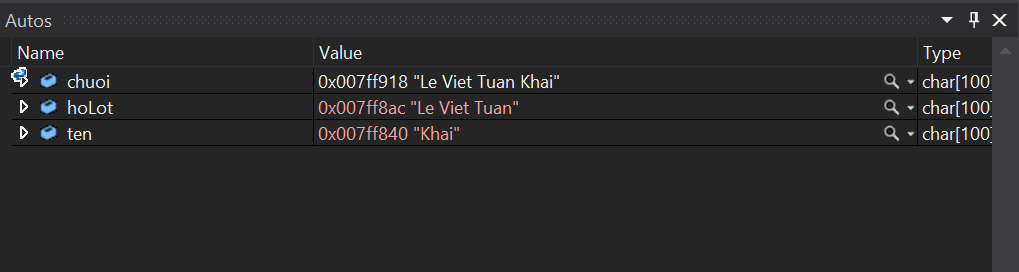 Autos
Name Value Type
chuoi 0x007ff918 "Le Viet Tuan Khai" char[100]
hoLot 0x007ff8ac "Le Viet Tuan" char[100]
ten 0x007ff840 "Khai" char[100]